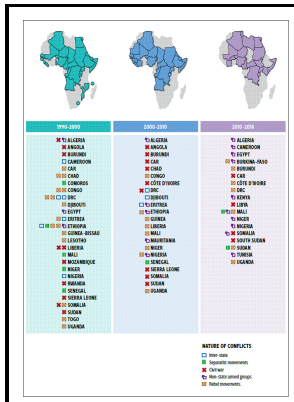 1990-2000
ALGERIA
ANGOLA
BURUNDI
CAMEROON
CAR
CHAD
COMOROS
CONGO
DRC
DJIBOUTI
EGYPT
ERITREA
ETHIOPIA
GUINEA-BISSAU
LESOTHO
LIBERIA
MALI
MOZAMBIQUE
NIGER
NIGERIA
RWANDA
SENEGAL
SIERRA LEONE
SOMALIA
SUDAN
TOGO
UGANDA
2000-2010
ALGERIA
ANGOLA
BURUNDI
CAR
CHAD
CONGO
CÔTE D'IVOIRE
DRC
DJIBOUTI
ERITREA
ETHIOPIA
GUINEA
LIBERIA
MALI
MAURITANIA
NIGER
NIGERIA
SENEGAL
SIERRA LEONE
SOMALIA
SUDAN
UGANDA
2010-2016
ALGERIA
CAMEROON
EGYPT
BURKINA-FASO
BURUNDI
CAR
CÔTE D'IVOIRE
DRC
KENYA
LIBYA
MALI
NIGER
NIGERIA
SOMALIA
SOUTH SUDAN
SUDAN
TUNISIA
UGANDA
NATURE OF CONFLICTS
Inter-state
Separatist movements
Civil war
Non-state armed groups
Rebel movements